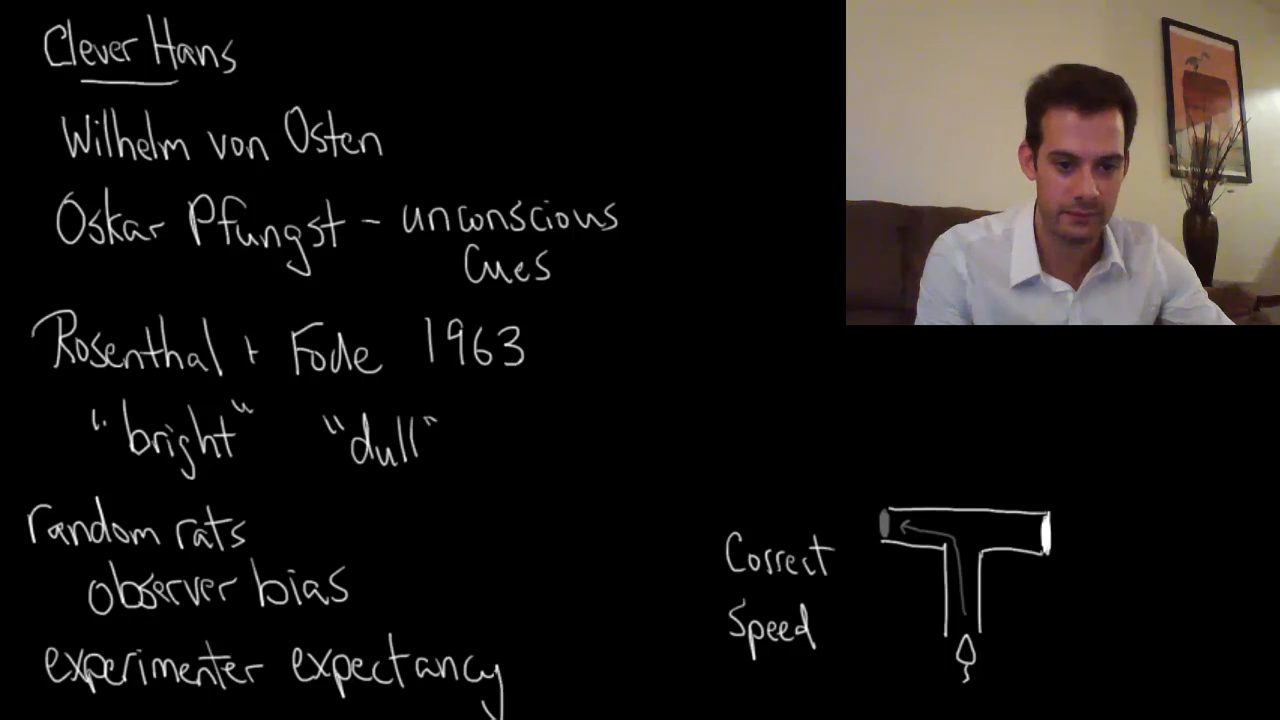 Clever Hans
Wilhelm von Osten
Oskar Pfungst - unconscious
cues
Rosenthal + Fode 1963
"bright" "dull"
random rats
observer bias
experimenter expectancy
Correct
Speed